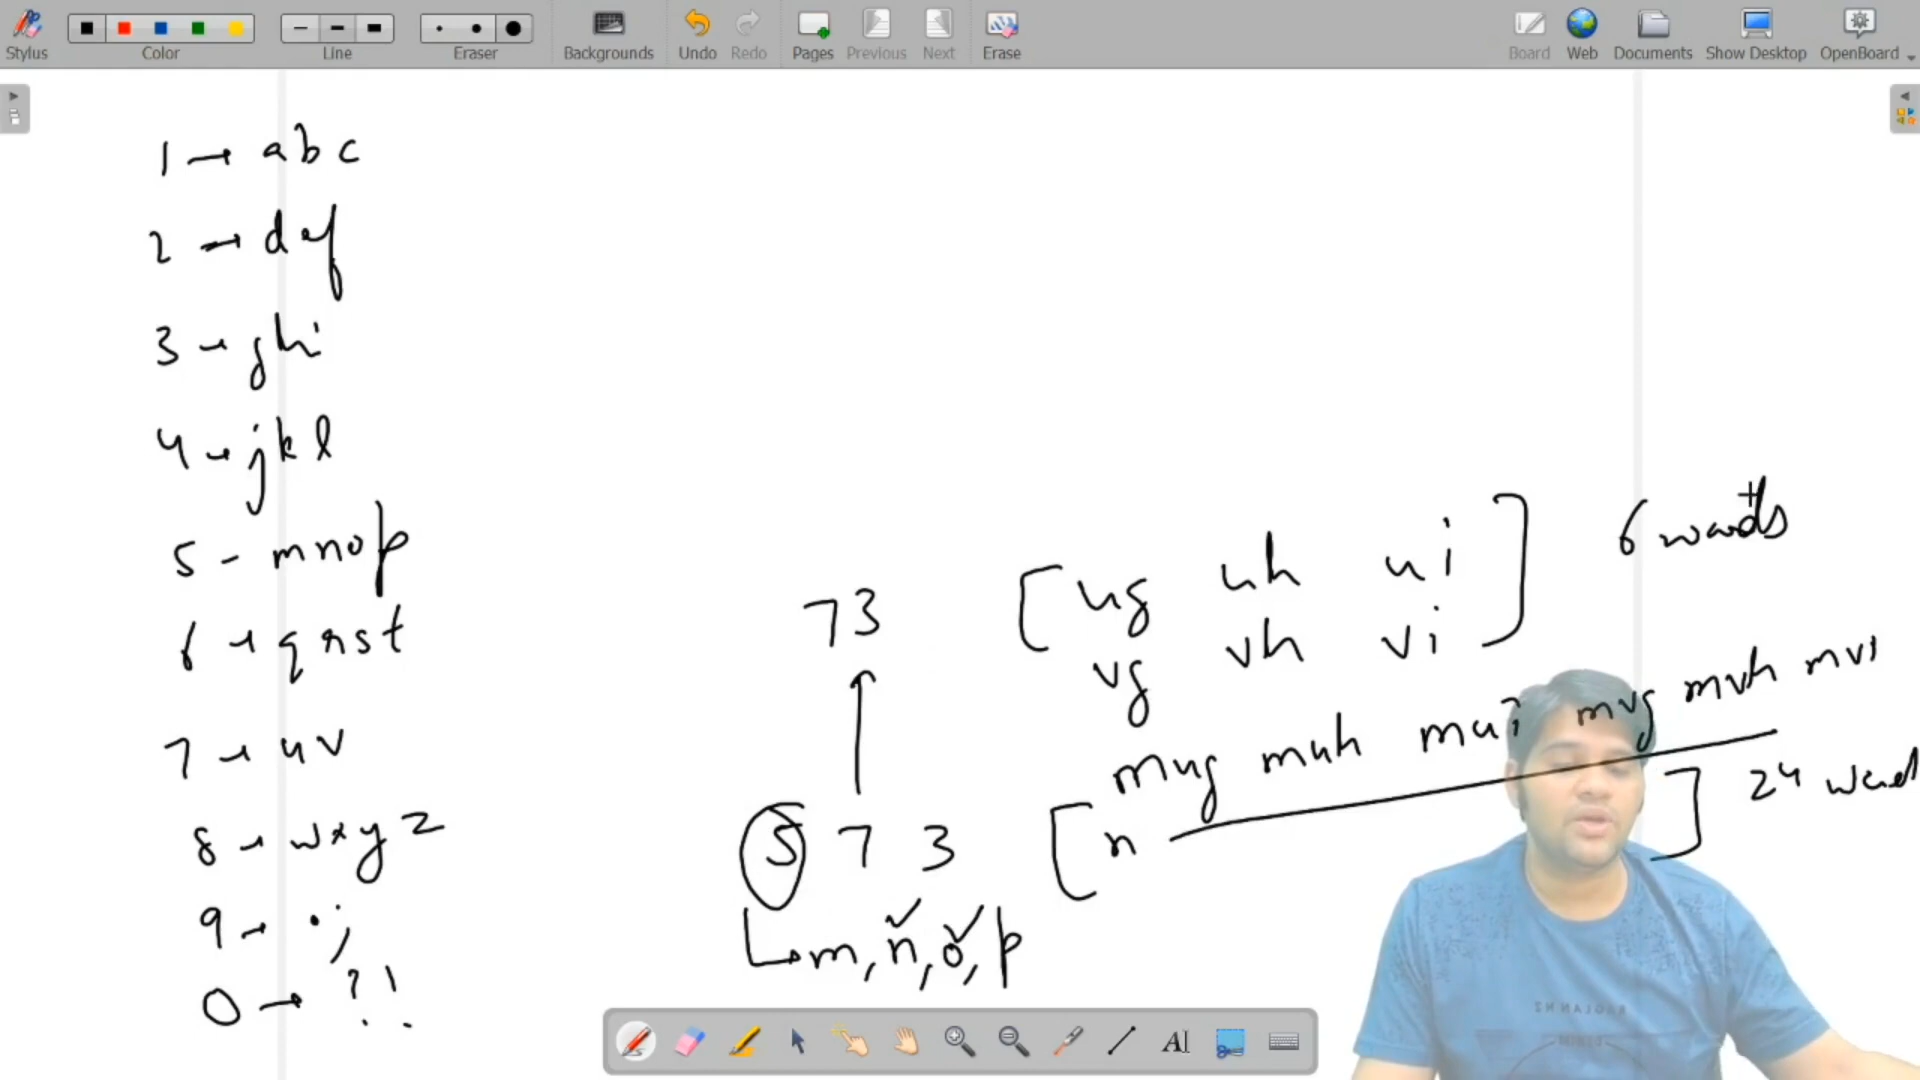 Stylus Color Line Eraser Backgrounds Undo Redo Pages Previous Next Erase Board Web Documents Show Desktop OpenBoard
1 → abc
2 → def
3 → ghi
4 → jkl
5 - mnop
6 → qrst
7 → uv
8 → wxyz
9 → . ;
0 → ? !
73
[ug uh ui
vg vh vi]
6 words
5 7 3
m, n, o, p
mug muh mui mvg mvh mvi
[n ]
24 word
AI